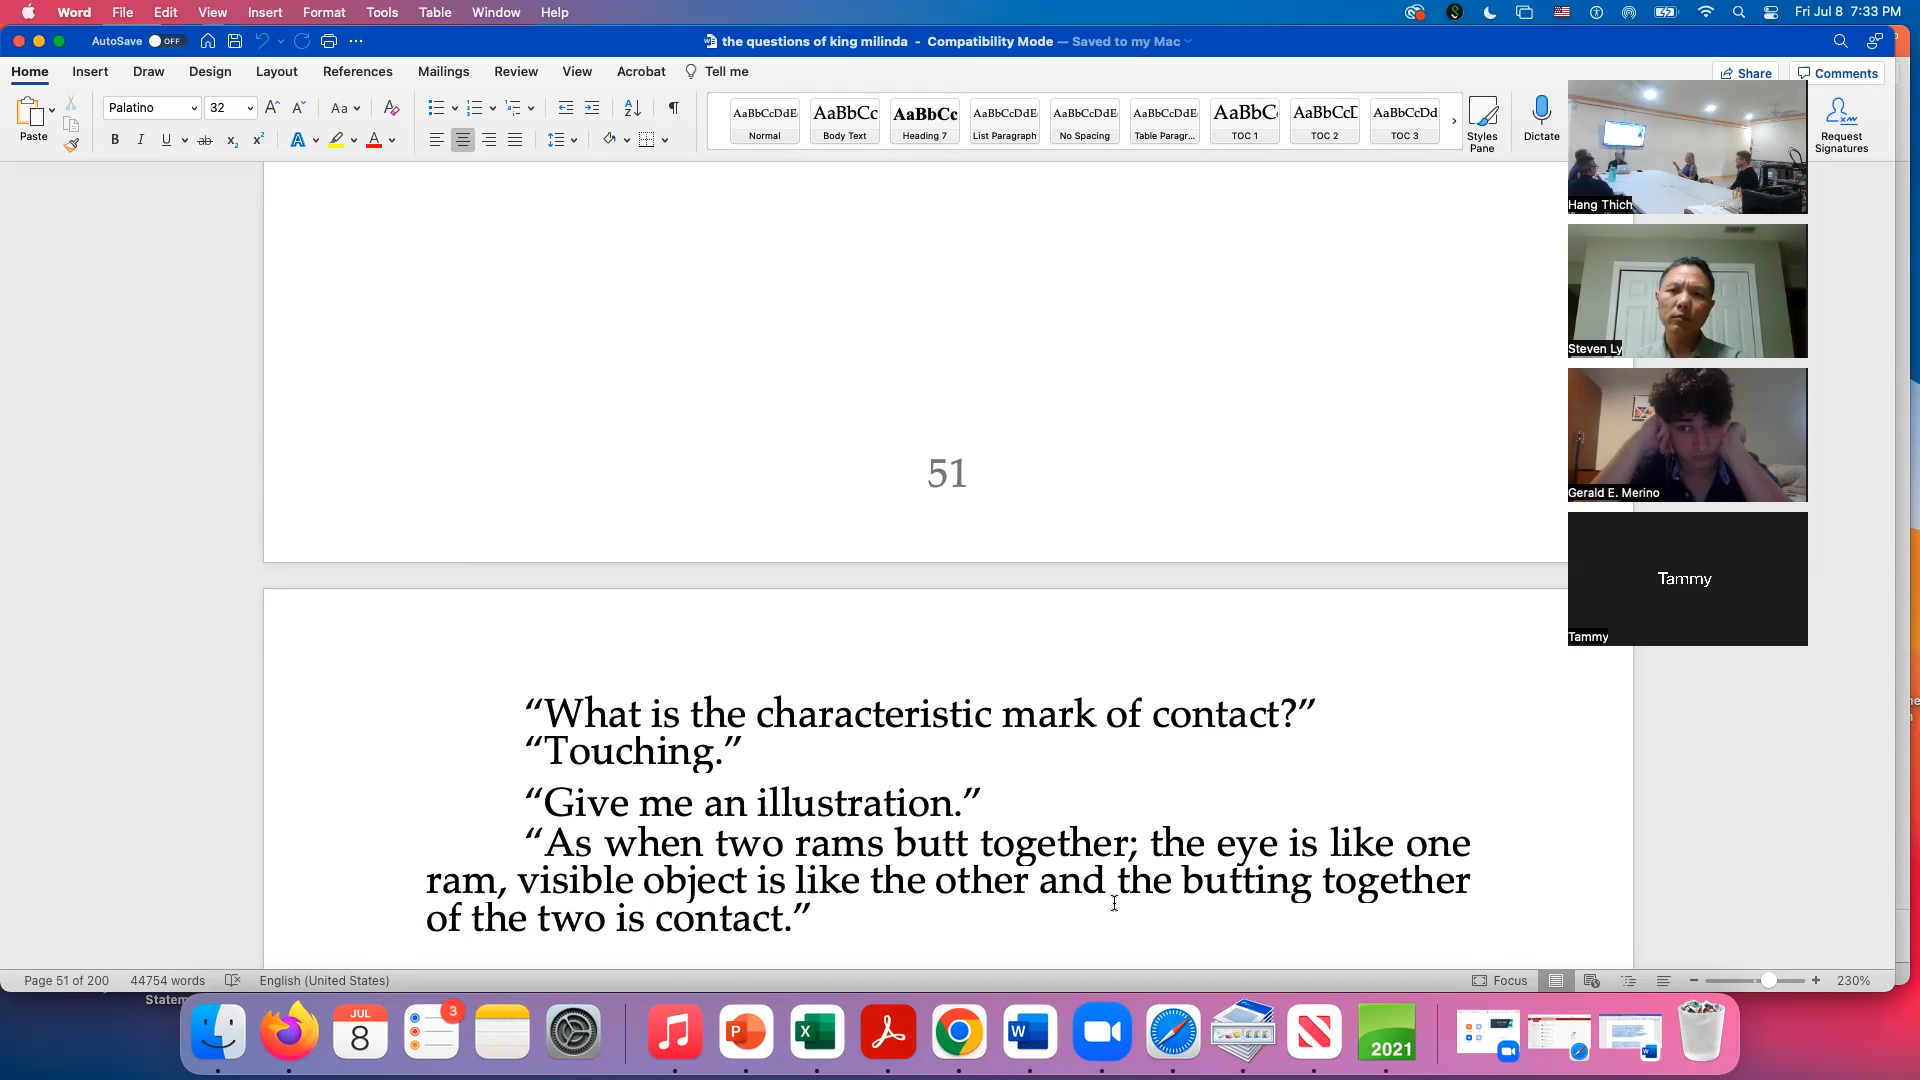 Word File Edit View Insert Format Tools Table Window Help Fri Jul 8 7:33 PM
AutoSave OFF the questions of king milinda - Compatibility Mode — Saved to my Mac
Home Insert Draw Design Layout References Mailings Review View Acrobat Tell me Share Comments
Palatino 32 Aa
AaBbCcDdE AaBbCc AaBbCc AaBbCcDdE AaBbCcDdE AaBbCcDdE AaBbC AaBbCcD AaBbCcDd
Normal Body Text Heading 7 List Paragraph No Spacing Table Paragr... TOC 1 TOC 2 TOC 3
Paste Styles Pane Dictate Request Signatures
B I U ab x₂ x² A A
Hang Thich
Steven Ly
Gerald E. Merino
Tammy
Tammy
51
“What is the characteristic mark of contact?”
“Touching.”
“Give me an illustration.”
“As when two rams butt together; the eye is like one
ram, visible object is like the other and the butting together
of the two is contact.”
Page 51 of 200 44754 words English (United States) Focus 230%
Statem
JUL 8 3 P X W 2021